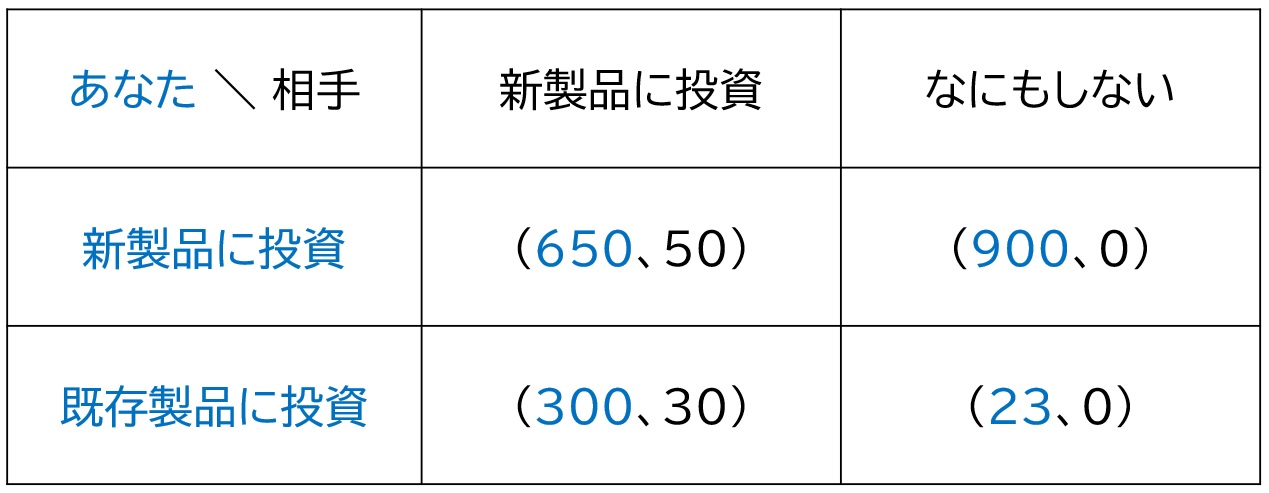 あなた ＼ 相手
新製品に投資
なにもしない
新製品に投資
（650、50）
（900、0）
既存製品に投資
（300、30）
（23、0）